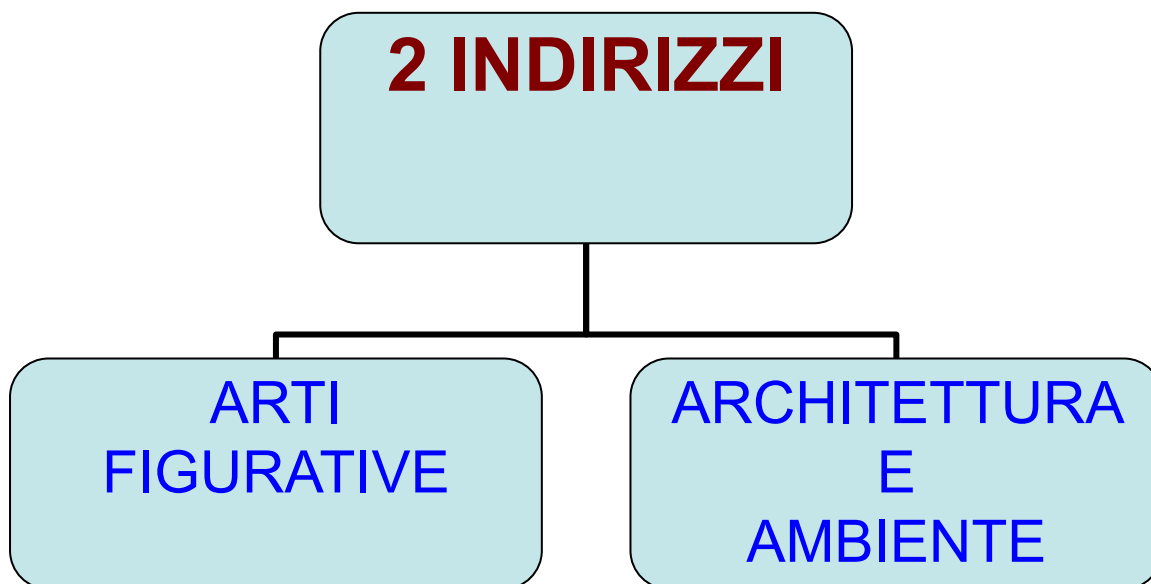 2 INDIRIZZI
ARTI
FIGURATIVE
ARCHITETTURA
E
AMBIENTE